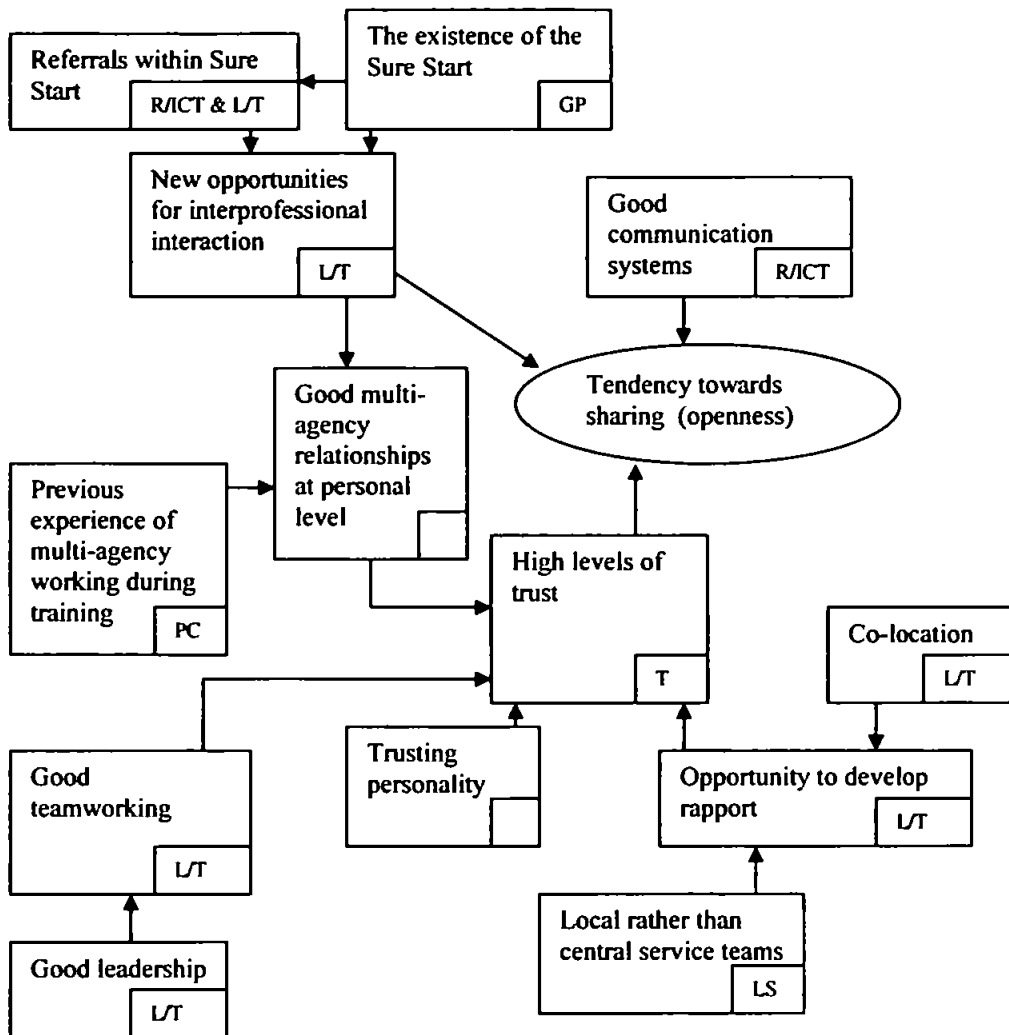 Referrals within Sure
Start
R/ICT & L/T
The existence of the
Sure Start
GP
New opportunities
for interprofessional
interaction
L/T
Good
communication
systems
R/ICT
Good multi-
agency
relationships
at personal
level
Tendency towards
sharing (openness)
Previous
experience of
multi-agency
working during
training
PC
High levels of
trust
T
Co-location
L/T
Good
teamworking
L/T
Trusting
personality
Opportunity to develop
rapport
L/T
Good leadership
L/T
Local rather than
central service teams
LS